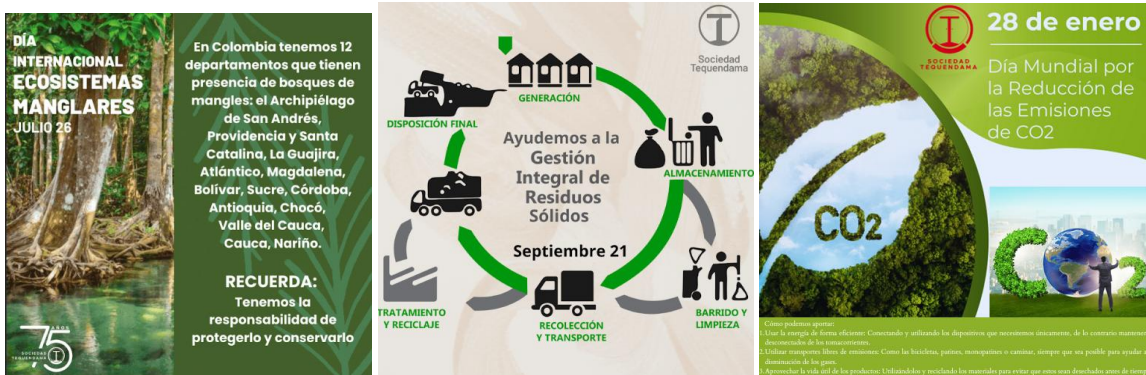 DÍA
INTERNACIONAL
ECOSISTEMAS
MANGLARES
JULIO 26
En Colombia tenemos 12
departamentos que tienen
presencia de bosques de
mangles: el Archipiélago
de San Andrés,
Providencia y Santa
Catalina, La Guajira,
Atlántico, Magdalena,
Bolívar, Sucre, Córdoba,
Antioquia, Chocó,
Valle del Cauca,
Cauca, Nariño.
RECUERDA:
Tenemos la
responsabilidad de
protegerlo y conservarlo
75
AÑOS
SOCIEDAD
TEQUENDAMA
Sociedad
Tequendama
GENERACIÓN
DISPOSICIÓN FINAL
Ayudemos a la
Gestión
Integral de
Residuos
Sólidos
ALMACENAMIENTO
Septiembre 21
TRATAMIENTO
Y RECICLAJE
RECOLECCIÓN
Y TRANSPORTE
BARRIDO Y
LIMPIEZA
SOCIEDAD
TEQUENDAMA
28 de enero
Día Mundial por
la Reducción de
las Emisiones
de CO2
CO2
CO2
Cómo podemos aportar:
1.Usar la energía de forma eficiente: Conectando y utilizando los dispositivos que necesitemos únicamente, de lo contrario mantener
desconectados de los tomacorrientes.
2.Utilizar transportes libres de emisiones: Como las bicicletas, patines, monopatines o caminar, siempre que sea posible para ayudar
disminución de los gases.
3.Aprovechar la vida útil de los productos: Utilizándolos y reciclando los materiales para evitar que estos sean desechados antes de